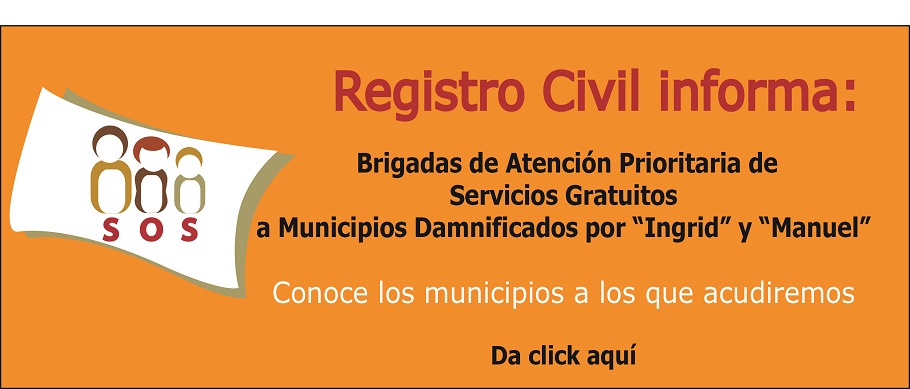 Registro Civil informa:
Brigadas de Atención Prioritaria de
Servicios Gratuitos
a Municipios Damnificados por “Ingrid” y “Manuel”
SOS
Conoce los municipios a los que acudiremos
Da click aquí